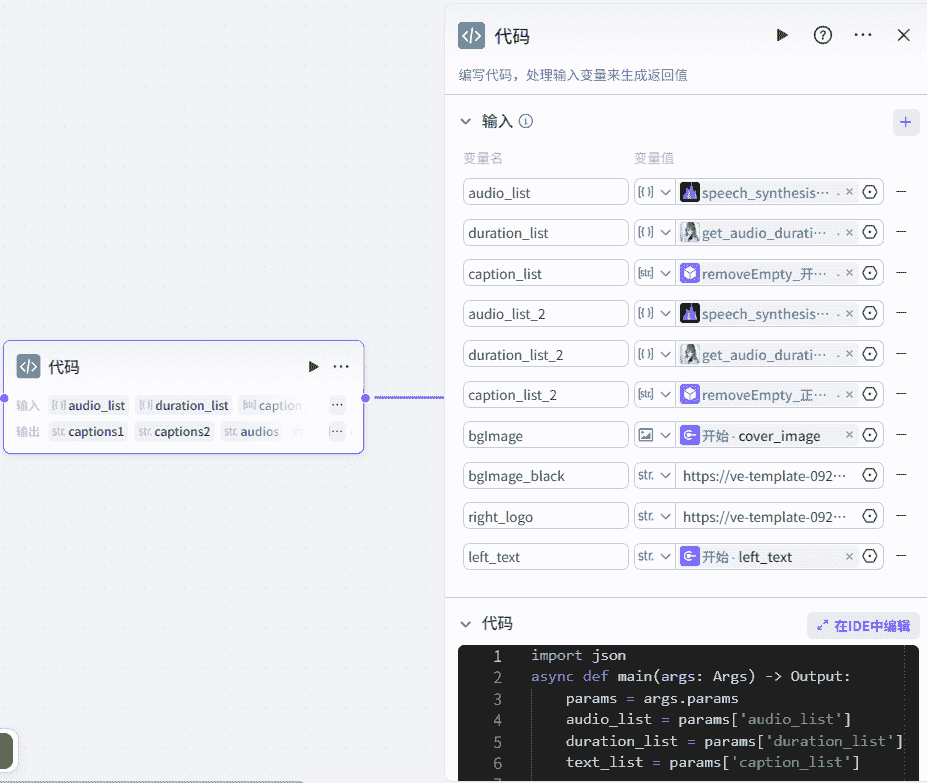 代码
编写代码，处理输入变量来生成返回值
输入
变量名 变量值
audio_list [()] speech_synthesis··· ·
duration_list [()] get_audio_durati··· ·
caption_list [str] removeEmpty_开··· ·
audio_list_2 [()] speech_synthesis··· ·
duration_list_2 [()] get_audio_durati··· ·
caption_list_2 [str] removeEmpty_正··· ·
bgImage 开始 · cover_image
bgImage_black str. https://ve-template-092···
right_logo str. https://ve-template-092···
left_text str. 开始 · left_text
代码
输入 [()] audio_list [()] duration_list [str] caption_ ···
输出 str. captions1 str. captions2 str. audios ···
代码 在IDE中编辑
1 import json
2 async def main(args: Args) -> Output:
3 params = args.params
4 audio_list = params['audio_list']
5 duration_list = params['duration_list']
6 text_list = params['caption_list']